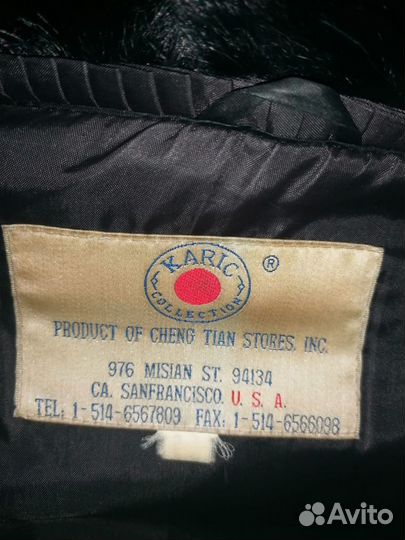 KARIC
®
COLLECTION
PRODUCT OF CHENG TIAN STORES, INC.
976 MISIAN ST. 94134
CA. SANFRANCISCO. U. S. A.
TEL: 1-514-6567809 FAX: 1-514-6566098
Avito